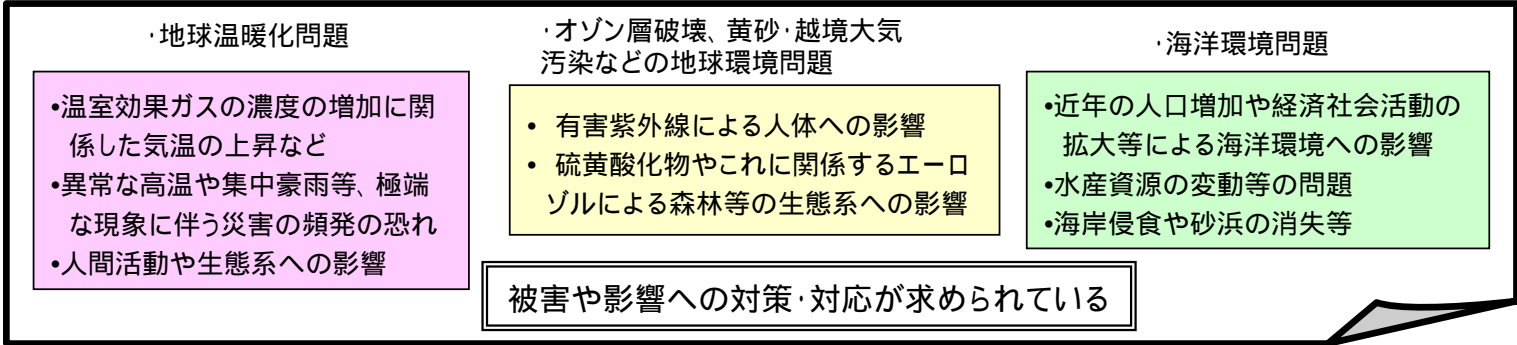 ·地球温暖化問題
•温室効果ガスの濃度の増加に関
係した気温の上昇など
•異常な高温や集中豪雨等、極端
な現象に伴う災害の頻発の恐れ
•人間活動や生態系への影響
·オゾン層破壊、黄砂·越境大気
汚染などの地球環境問題
• 有害紫外線による人体への影響
• 硫黄酸化物やこれに関係するエーロ
ゾルによる森林等の生態系への影響
·海洋環境問題
•近年の人口増加や経済社会活動の
拡大等による海洋環境への影響
•水産資源の変動等の問題
•海岸侵食や砂浜の消失等
被害や影響への対策·対応が求められている